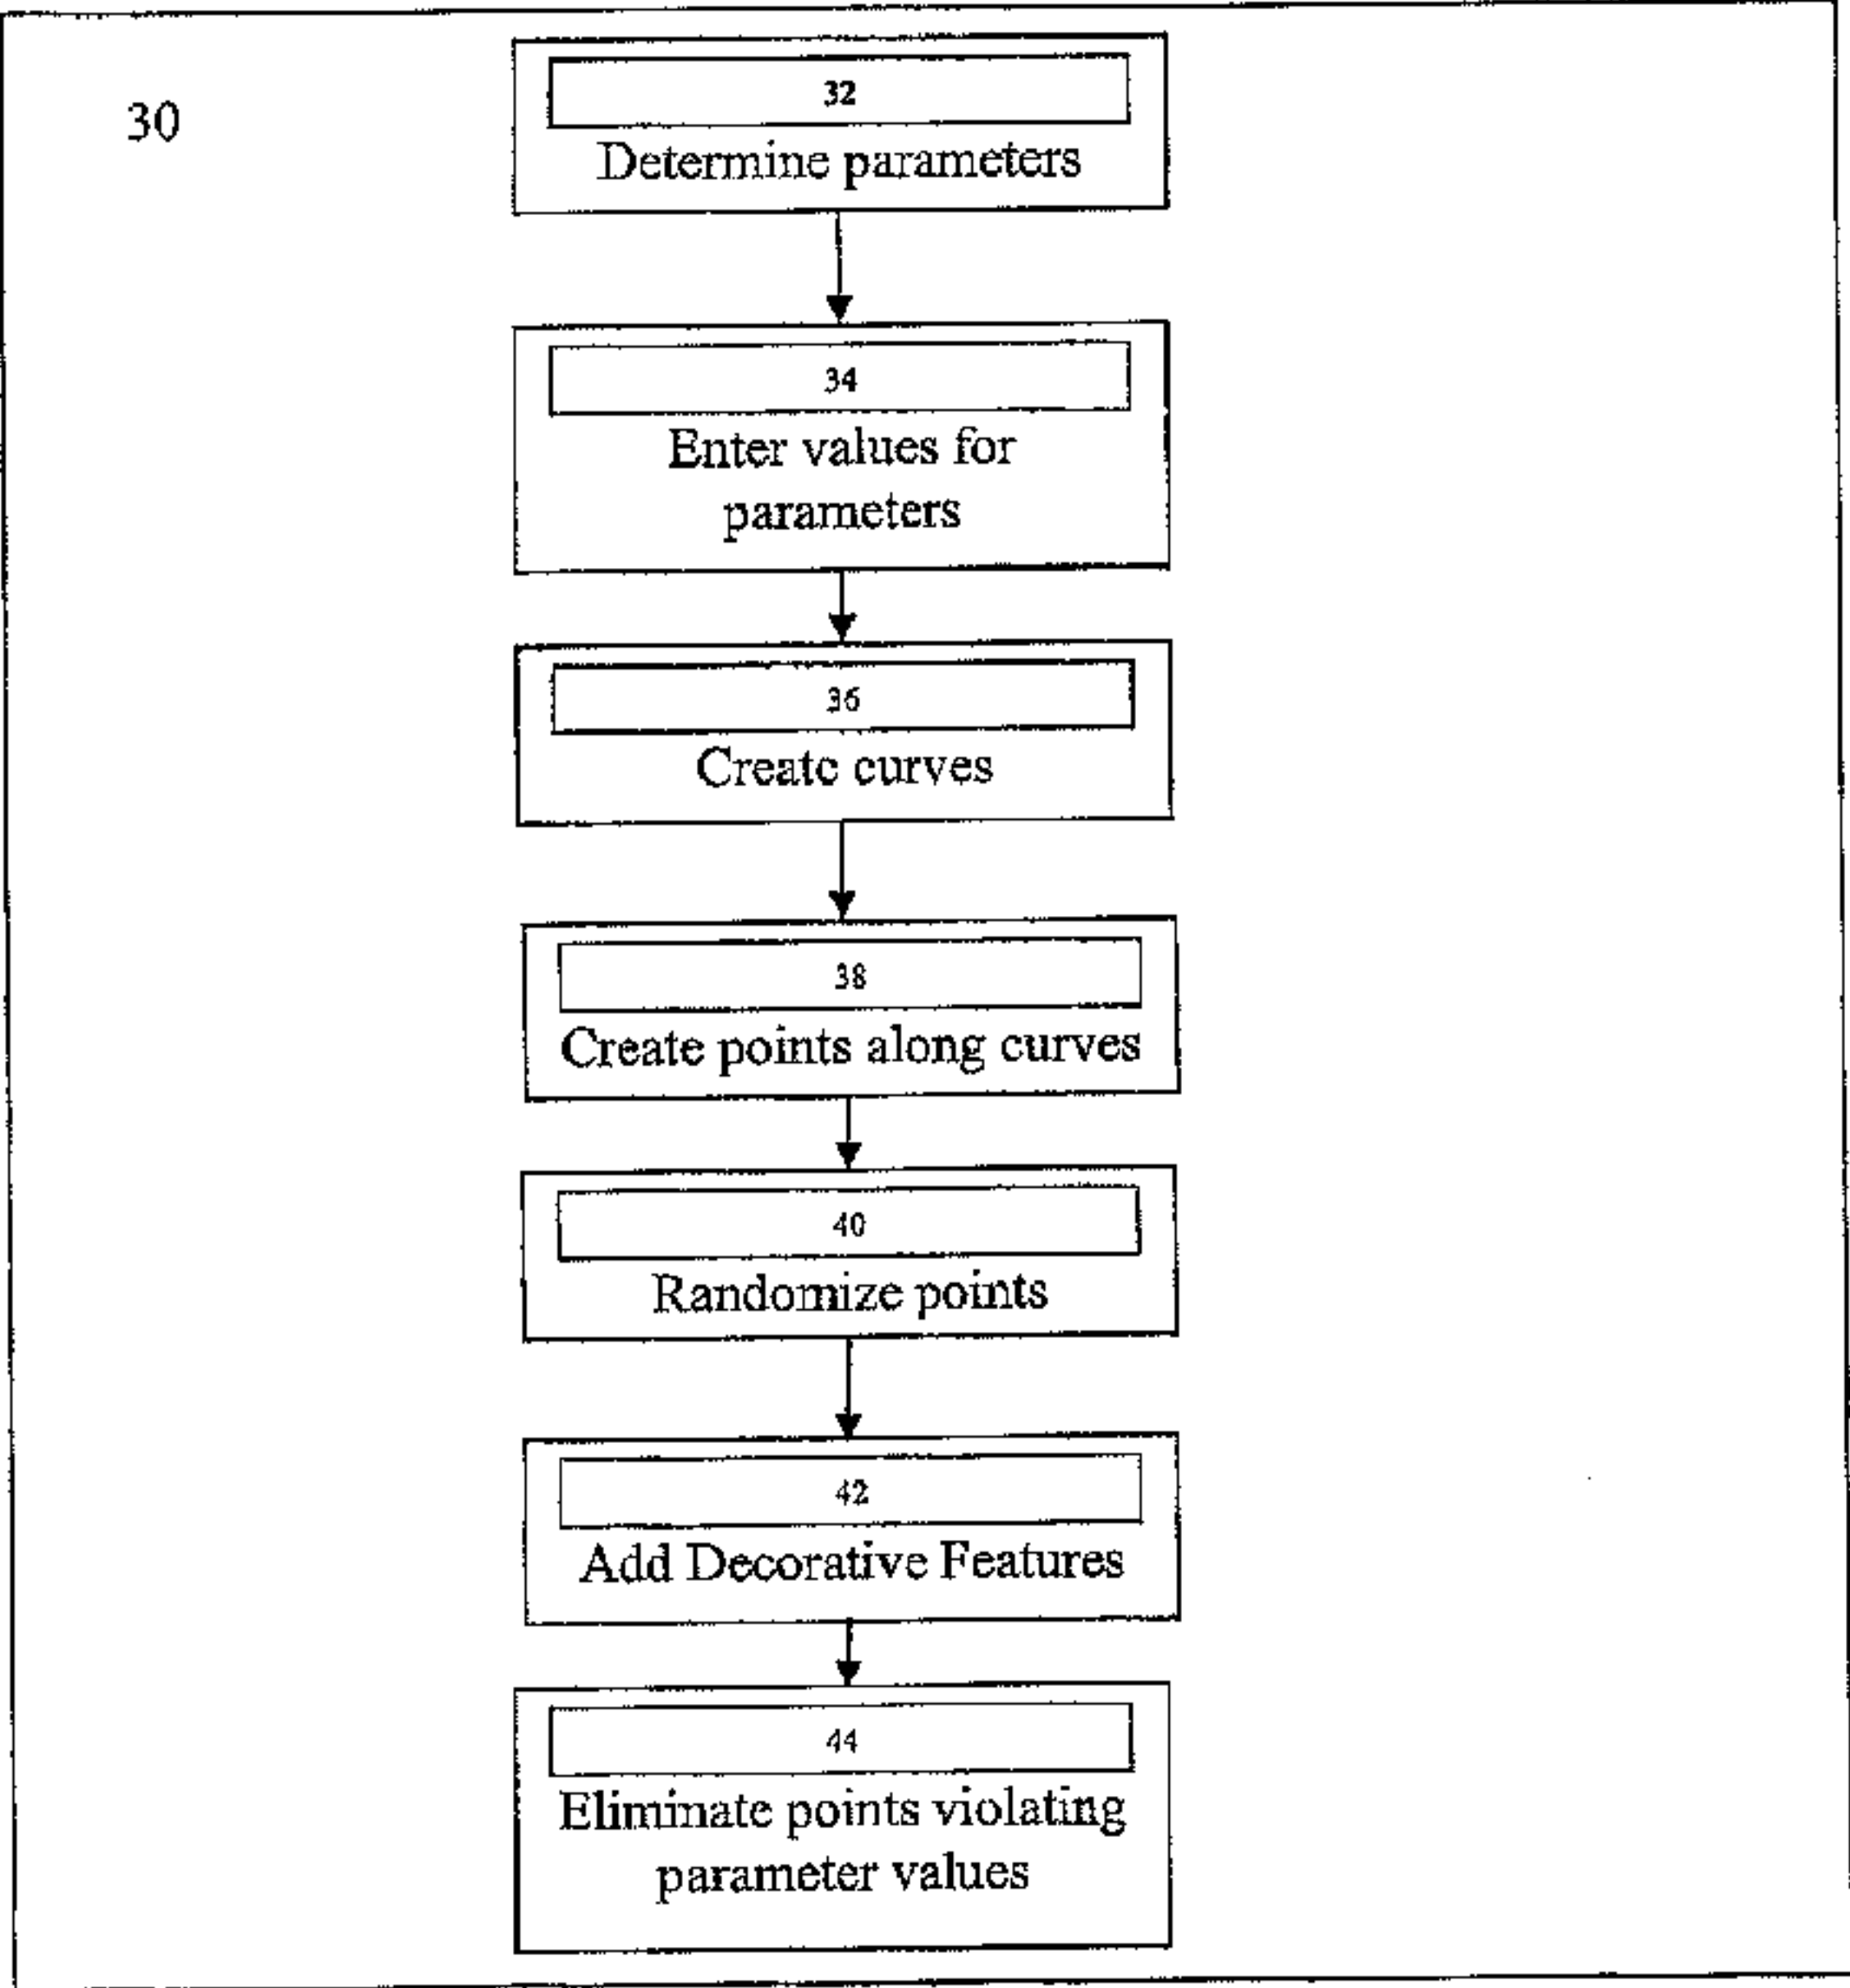 30
32
Determine parameters
34
Enter values for
parameters
36
Create curves
38
Create points along curves
40
Randomize points
42
Add Decorative Features
44
Eliminate points violating
parameter values